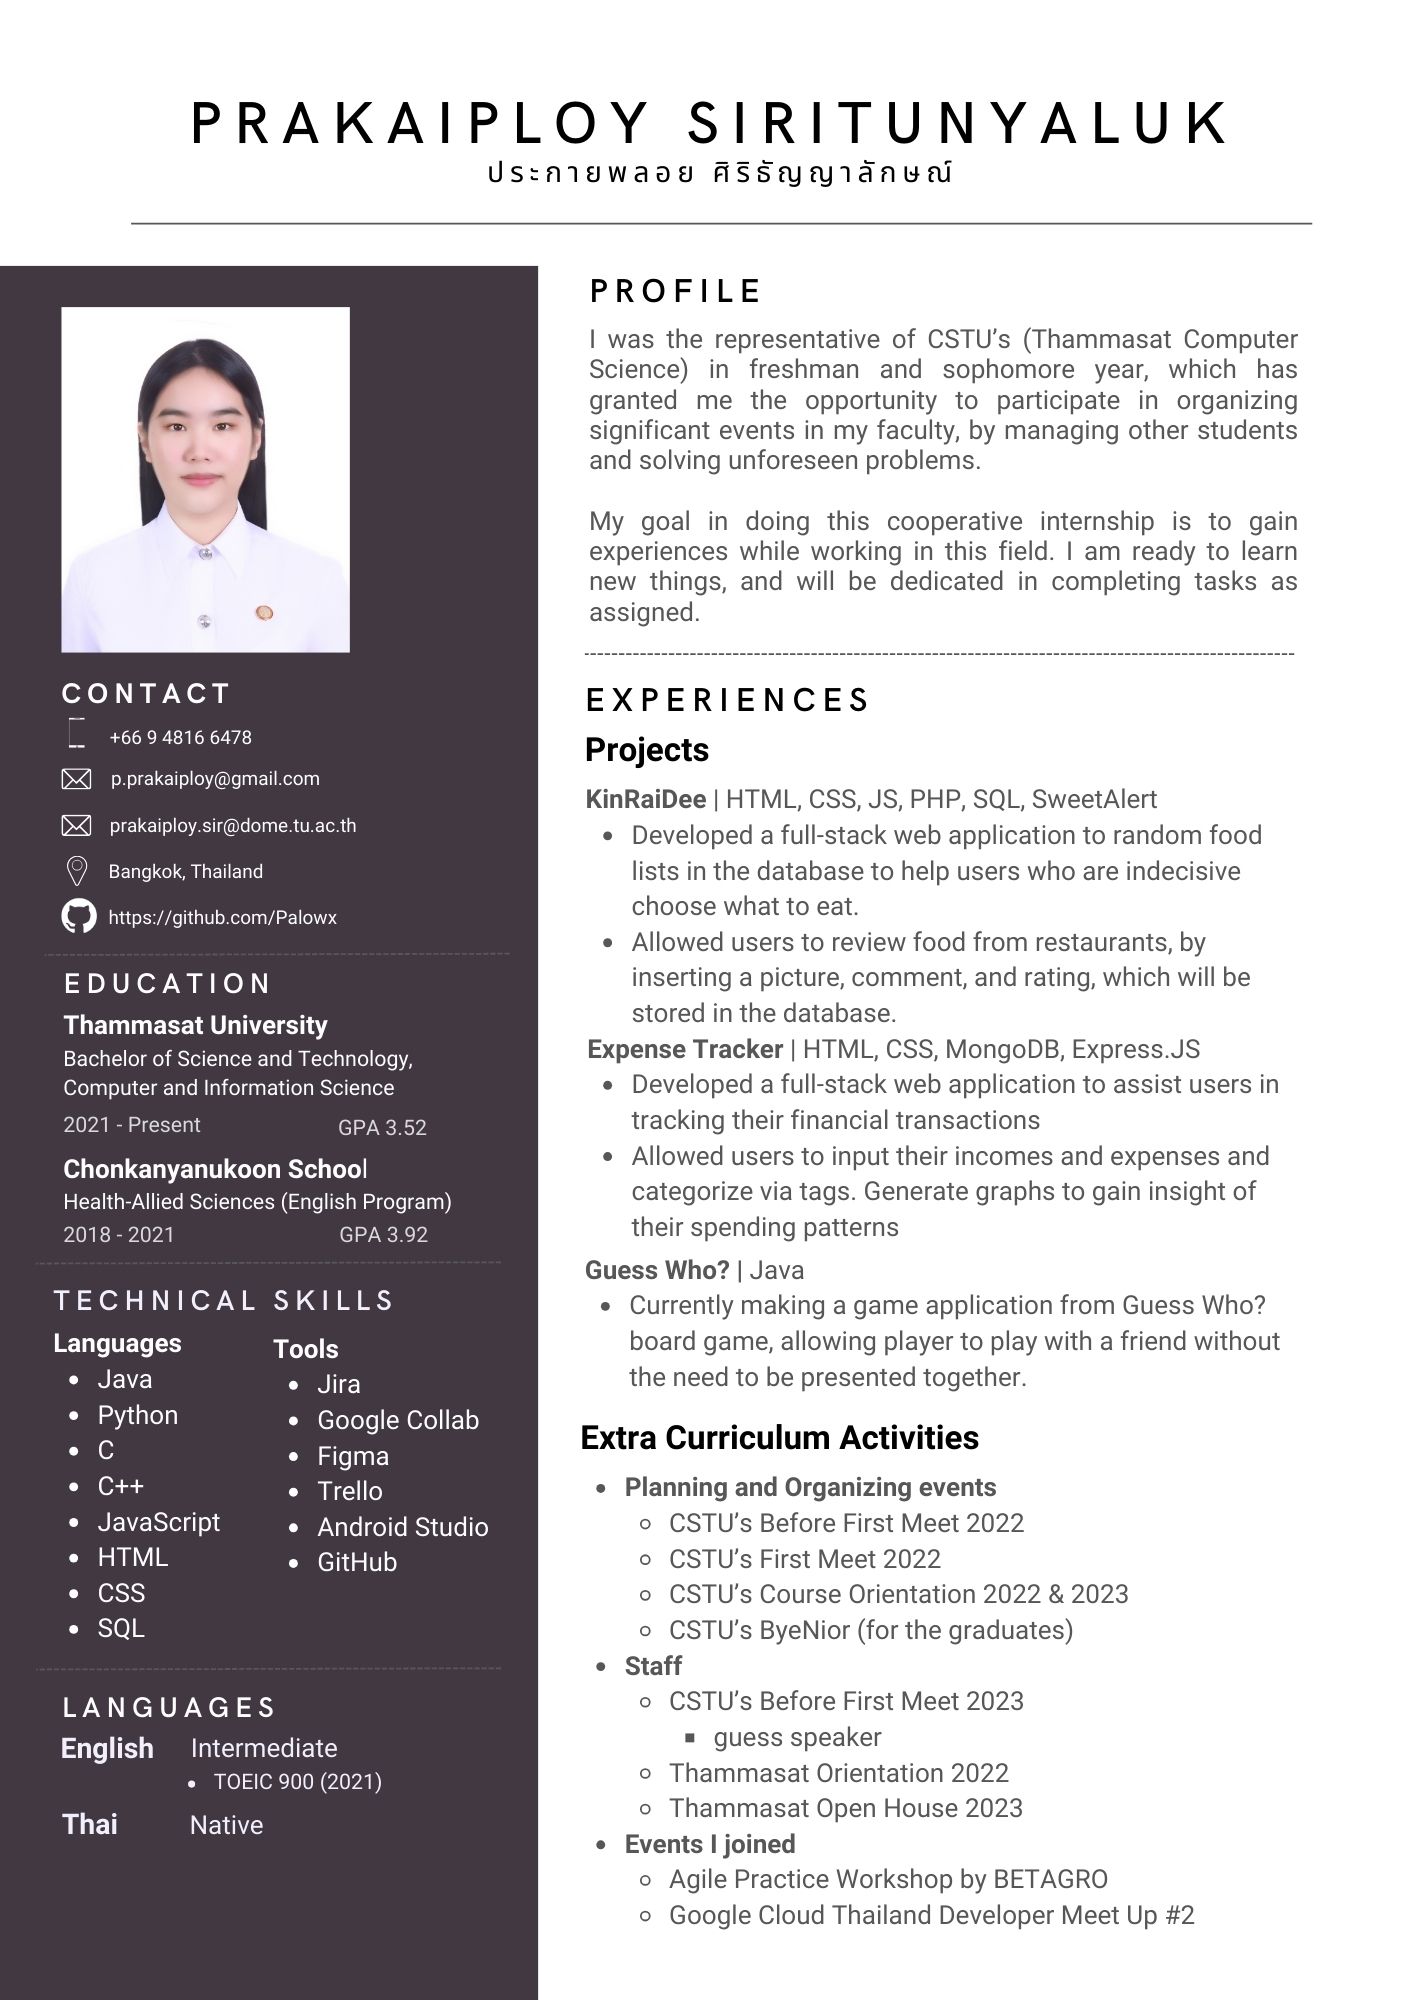 PRAKAIPLOY SIRITUNYALUK
ประกายพลอย ศิริธัญญาลักษณ์
CONTACT
+66 9 4816 6478
p.prakaiploy@gmail.com
prakaiploy.sir@dome.tu.ac.th
Bangkok, Thailand
https://github.com/Palowx
EDUCATION
Thammasat University
Bachelor of Science and Technology,
Computer and Information Science
2021 - Present GPA 3.52
Chonkanyanukoon School
Health-Allied Sciences (English Program)
2018 - 2021 GPA 3.92
TECHNICAL SKILLS
Languages
• Java
• Python
• C
• C++
• JavaScript
• HTML
• CSS
• SQL
Tools
• Jira
• Google Collab
• Figma
• Trello
• Android Studio
• GitHub
LANGUAGES
English Intermediate
• TOEIC 900 (2021)
Thai Native
PROFILE
I was the representative of CSTU’s (Thammasat Computer
Science) in freshman and sophomore year, which has
granted me the opportunity to participate in organizing
significant events in my faculty, by managing other students
and solving unforeseen problems.
My goal in doing this cooperative internship is to gain
experiences while working in this field. I am ready to learn
new things, and will be dedicated in completing tasks as
assigned.
EXPERIENCES
Projects
KinRaiDee | HTML, CSS, JS, PHP, SQL, SweetAlert
• Developed a full-stack web application to random food
lists in the database to help users who are indecisive
choose what to eat.
• Allowed users to review food from restaurants, by
inserting a picture, comment, and rating, which will be
stored in the database.
Expense Tracker | HTML, CSS, MongoDB, Express.JS
• Developed a full-stack web application to assist users in
tracking their financial transactions
• Allowed users to input their incomes and expenses and
categorize via tags. Generate graphs to gain insight of
their spending patterns
Guess Who? | Java
• Currently making a game application from Guess Who?
board game, allowing player to play with a friend without
the need to be presented together.
Extra Curriculum Activities
• Planning and Organizing events
○ CSTU’s Before First Meet 2022
○ CSTU’s First Meet 2022
○ CSTU’s Course Orientation 2022 & 2023
○ CSTU’s ByeNior (for the graduates)
• Staff
○ CSTU’s Before First Meet 2023
▪ guess speaker
○ Thammasat Orientation 2022
○ Thammasat Open House 2023
• Events I joined
○ Agile Practice Workshop by BETAGRO
○ Google Cloud Thailand Developer Meet Up #2